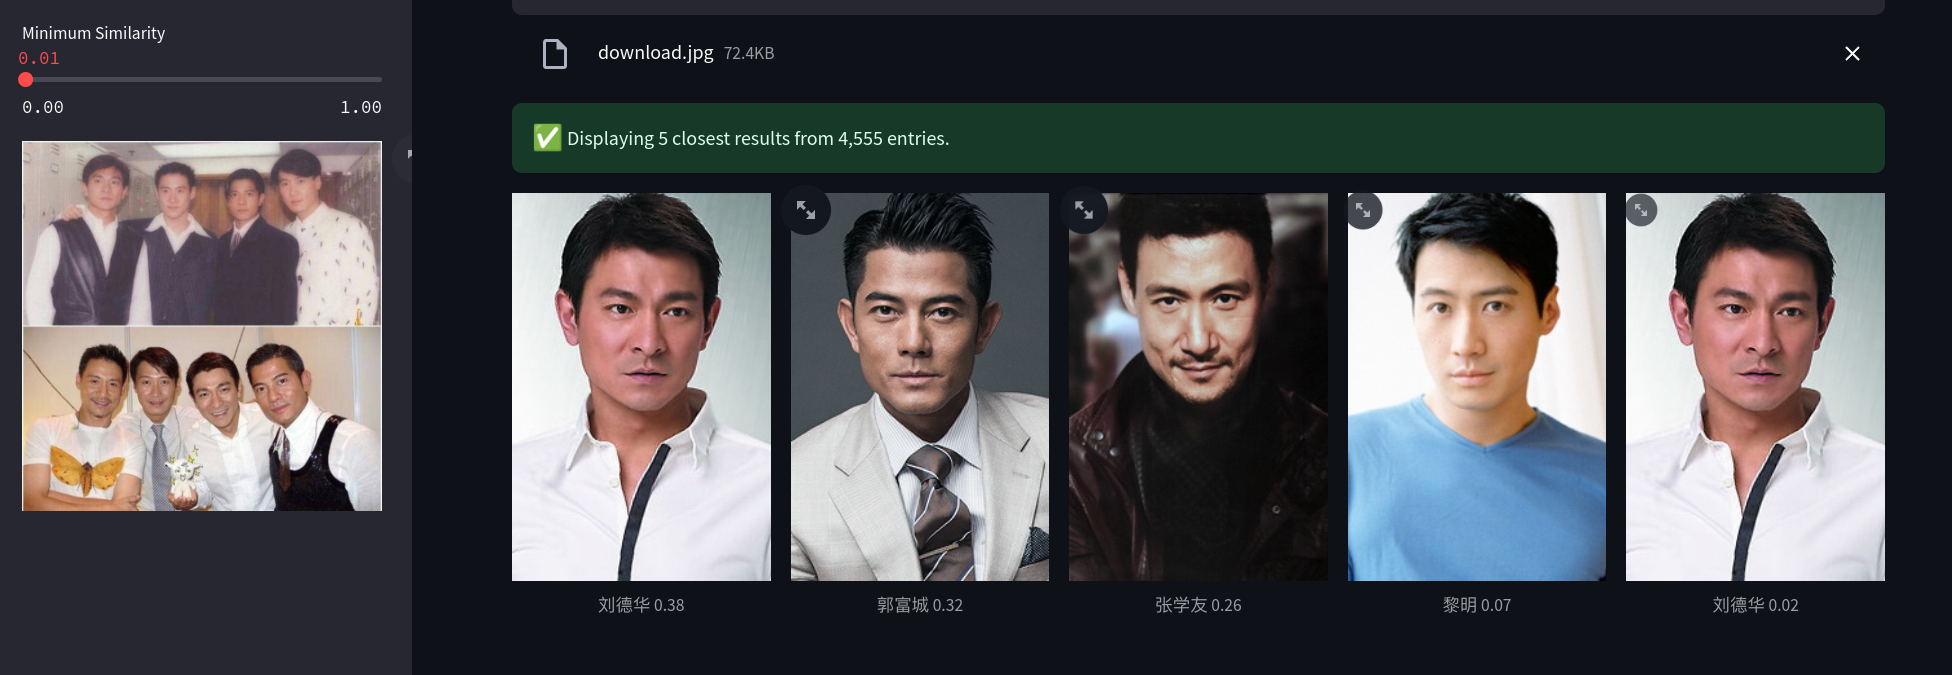 Minimum Similarity
0.01
0.00 1.00
download.jpg 72.4KB
Displaying 5 closest results from 4,555 entries.
刘德华 0.38
郭富城 0.32
张学友 0.26
黎明 0.07
刘德华 0.02